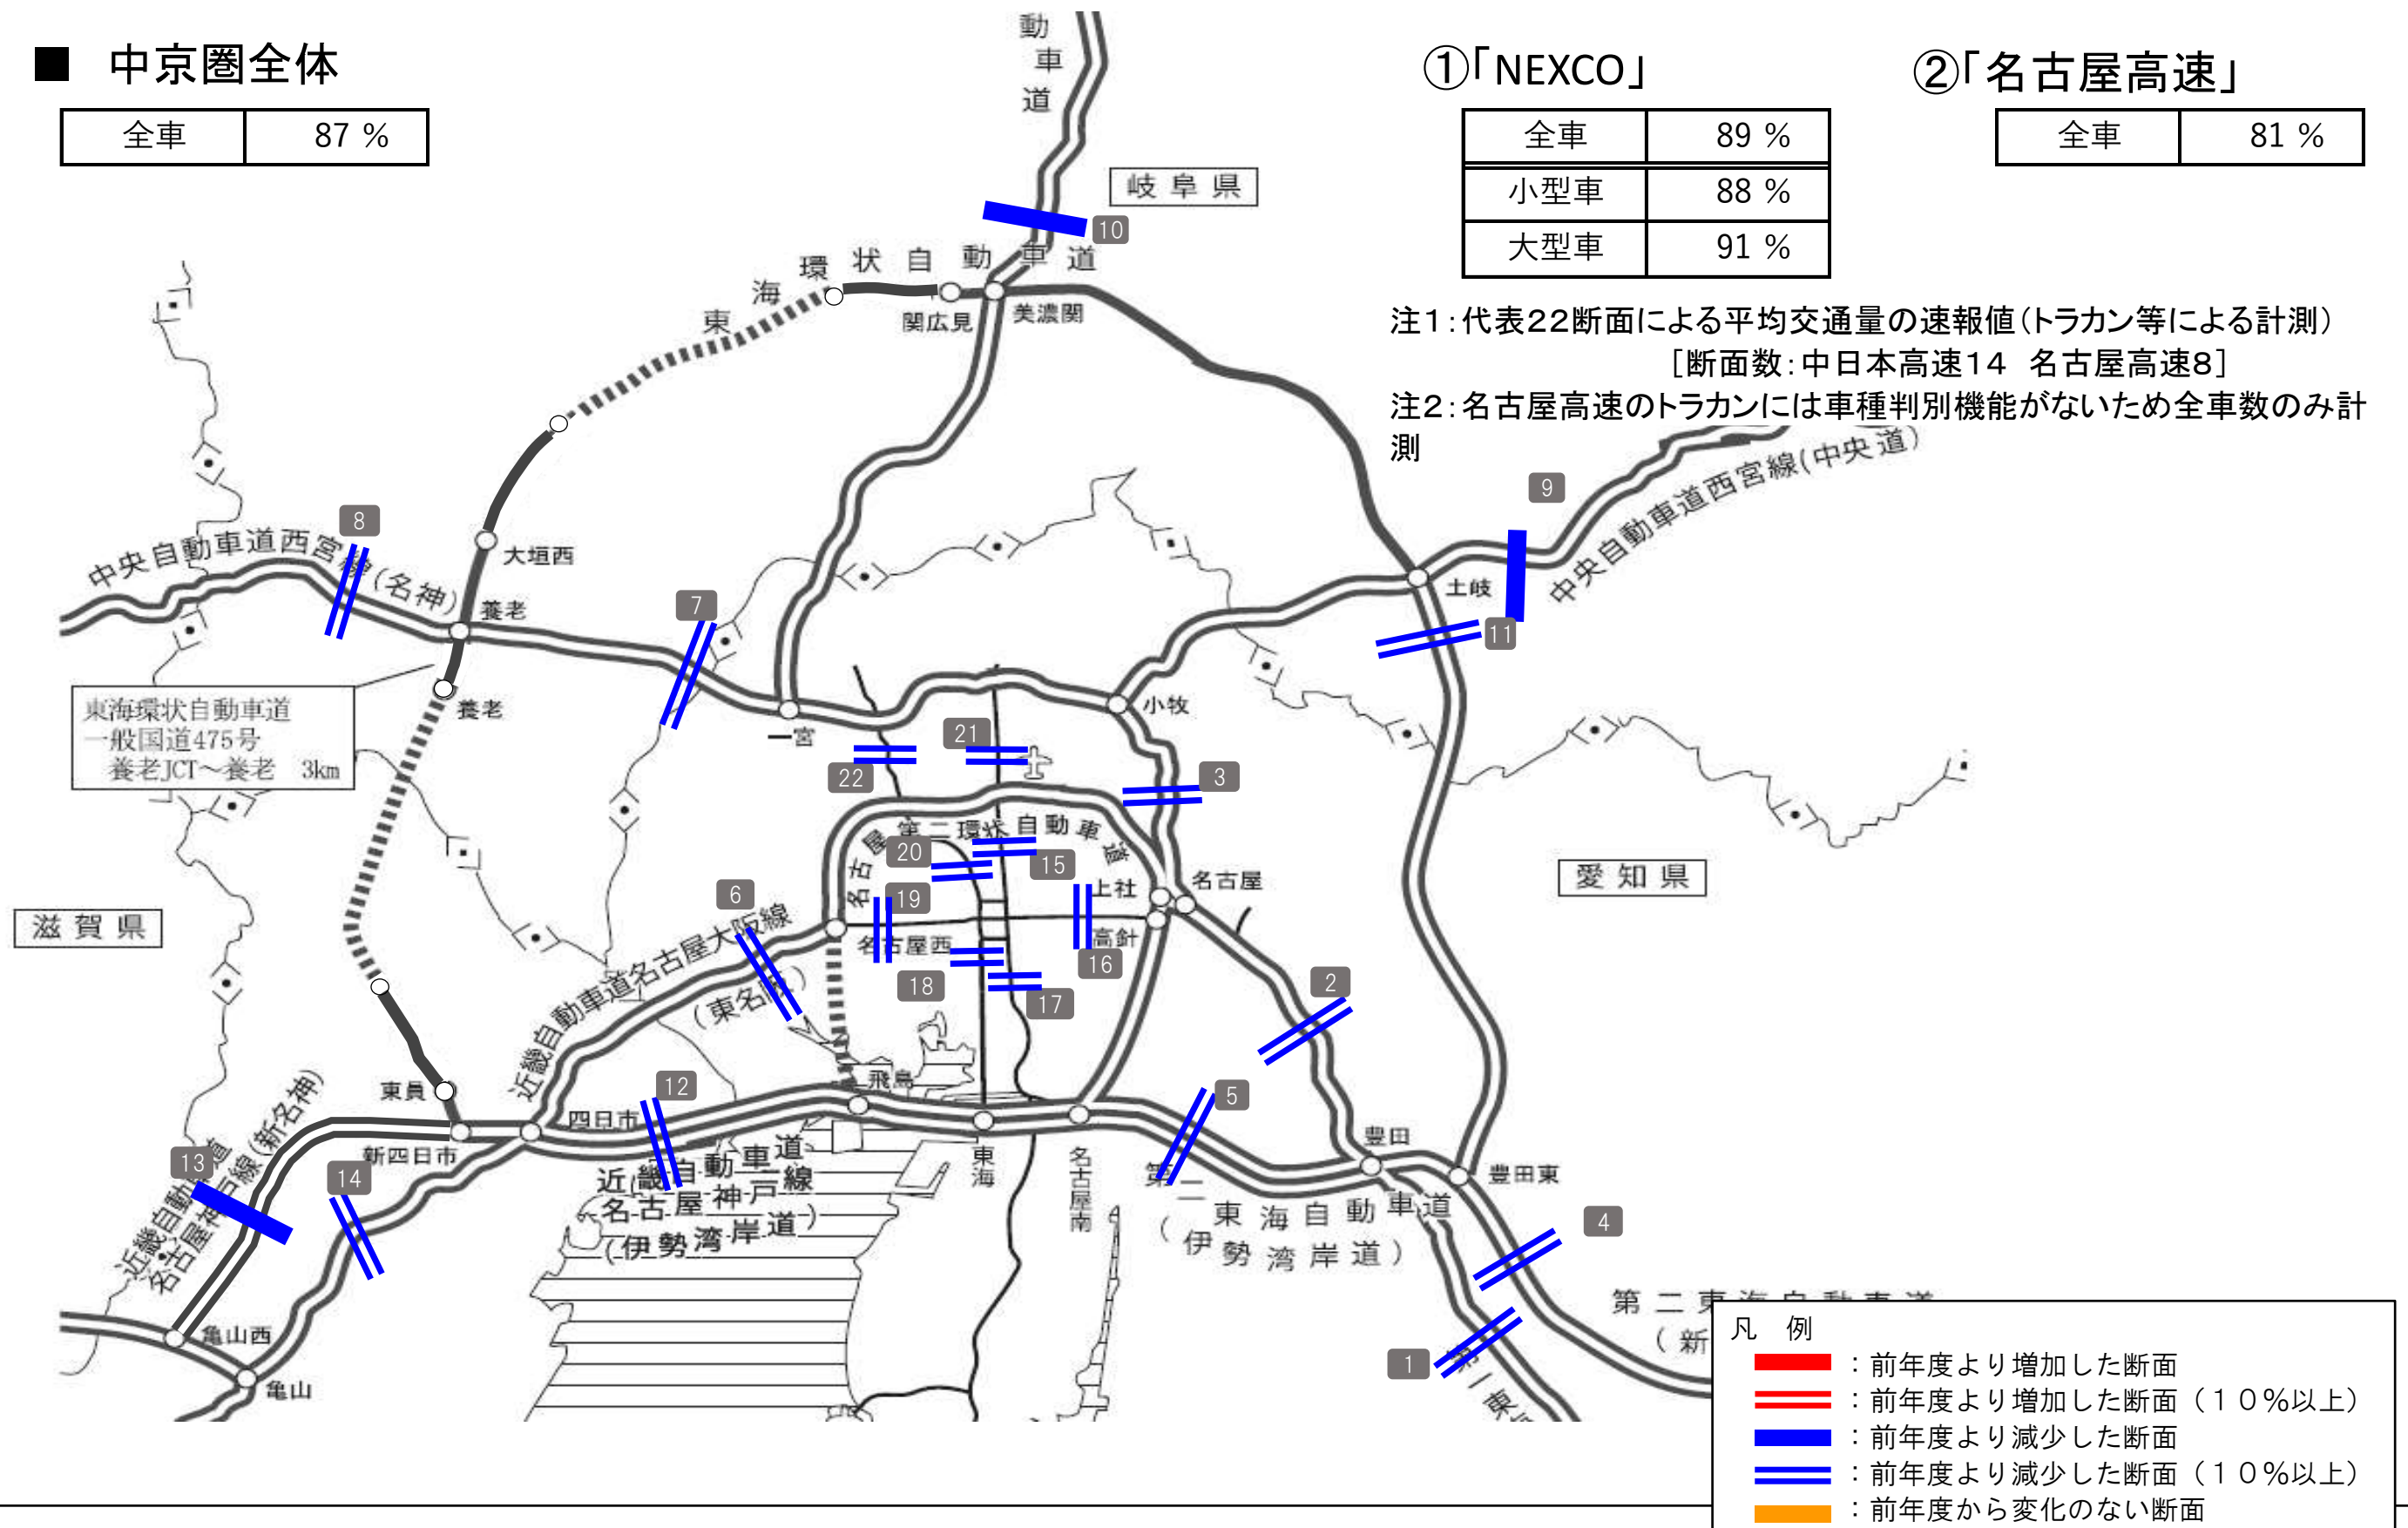 ■ 中京圏全体
全車 87 %
①「NEXCO」
全車 89 %
小型車 88 %
大型車 91 %
②「名古屋高速」
全車 81 %
注1：代表22断面による平均交通量の速報値（トラカン等による計測）
［断面数：中日本高速14 名古屋高速8］
注2：名古屋高速のトラカンには車種判別機能がないため全車数のみ計
測
動車道
岐阜県
10
東海環状自動車道
関広見
美濃関
9
中央自動車道西宮線(中央道)
8
中央自動車道西宮線(名神)
大垣西
養老
7
土岐
11
東海環状自動車道
一般国道475号
養老JCT～養老 3km
養老
一宮
小牧
21
22
3
名古屋第二環状自動車道
20
15
上社
名古屋
愛知県
19
6
滋賀県
名古屋西
高針
16
近畿自動車道名古屋大阪線
(東名阪)
18
17
2
飛島
東員
12
5
四日市
新四日市
豊田
豊田東
13
14
近畿自動車道
名古屋神戸線(新名神)
近畿自動車道
名古屋神戸線
(伊勢湾岸道)
東海
名古屋南
第二東海自動車道
(伊勢湾岸道)
4
亀山西
亀山
1
第一東
第二東海自動車道
(新
凡 例
：前年度より増加した断面
：前年度より増加した断面（１０％以上）
：前年度より減少した断面
：前年度より減少した断面（１０％以上）
：前年度から変化のない断面